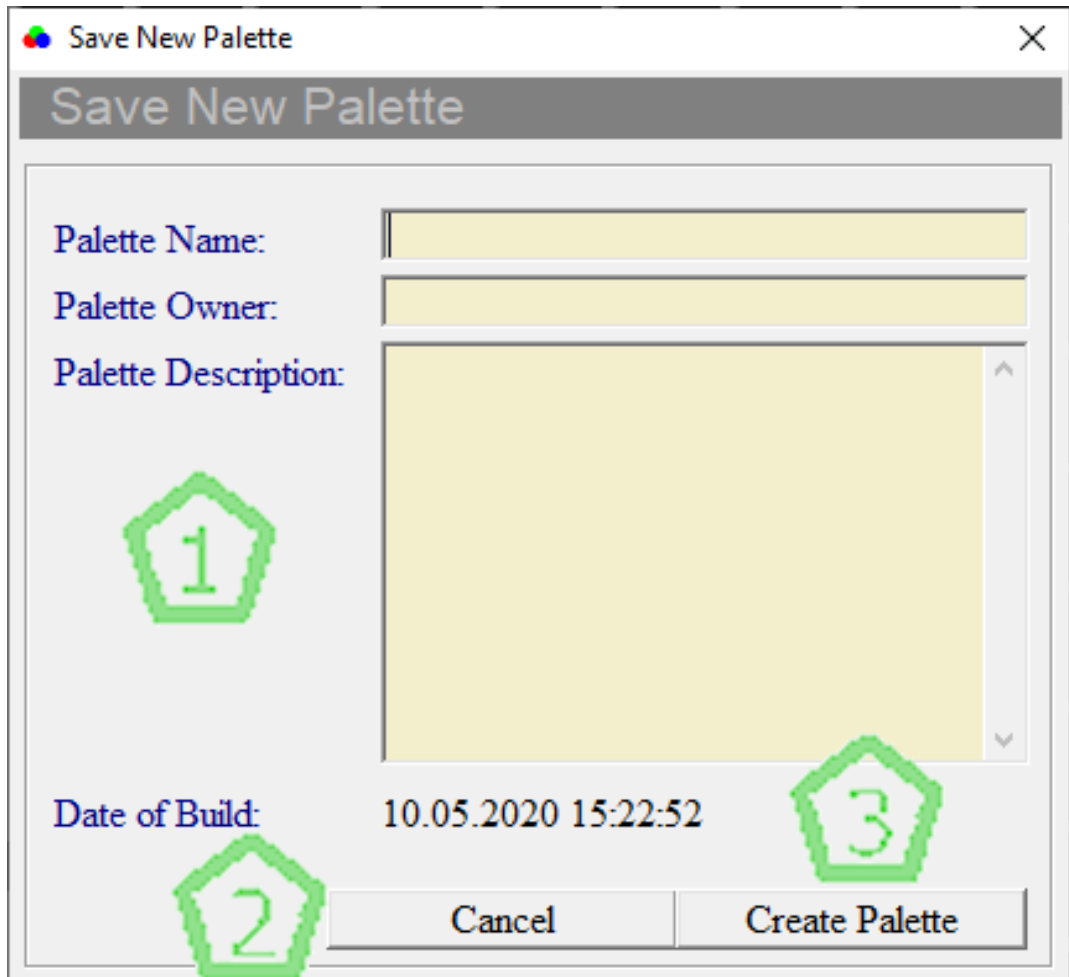 Save New Palette
Save New Palette
Palette Name:
Palette Owner:
Palette Description:
1
Date of Build: 10.05.2020 15:22:52
3
2
Cancel Create Palette